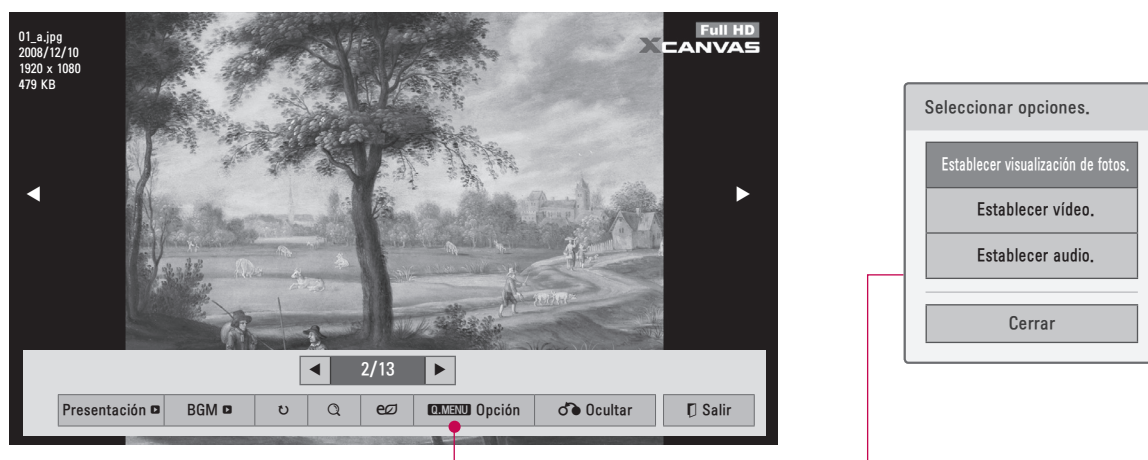 01_a.jpg
2008/12/10
1920 x 1080
479 KB
Full HD
XCANVAS
2/13
Presentación
BGM
Q.MENU Opción
Ocultar
Salir
Seleccionar opciones.
Establecer visualización de fotos.
Establecer vídeo.
Establecer audio.
Cerrar